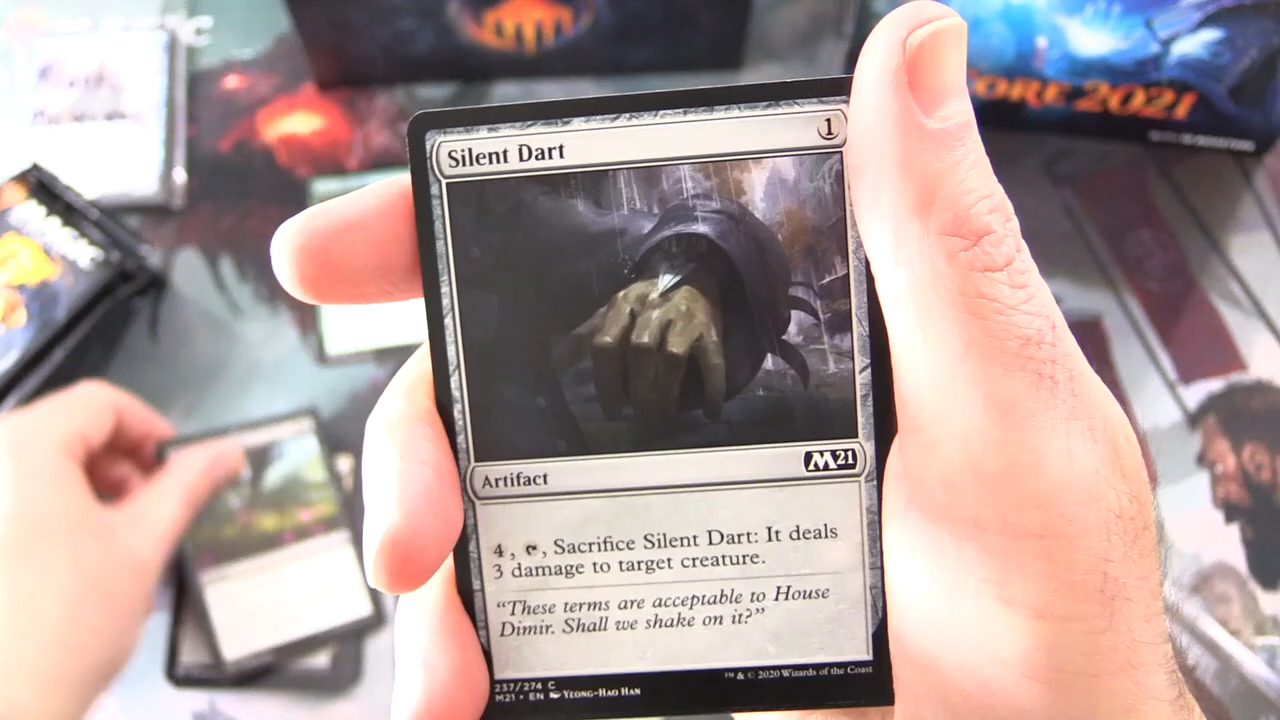 CORE 2021
Silent Dart
1
Artifact
M21
4, T, Sacrifice Silent Dart: It deals
3 damage to target creature.
"These terms are acceptable to House
Dimir. Shall we shake on it?"
237/274 C
M21 • EN Yeong-Hao Han
™ & © 2020 Wizards of the Coast